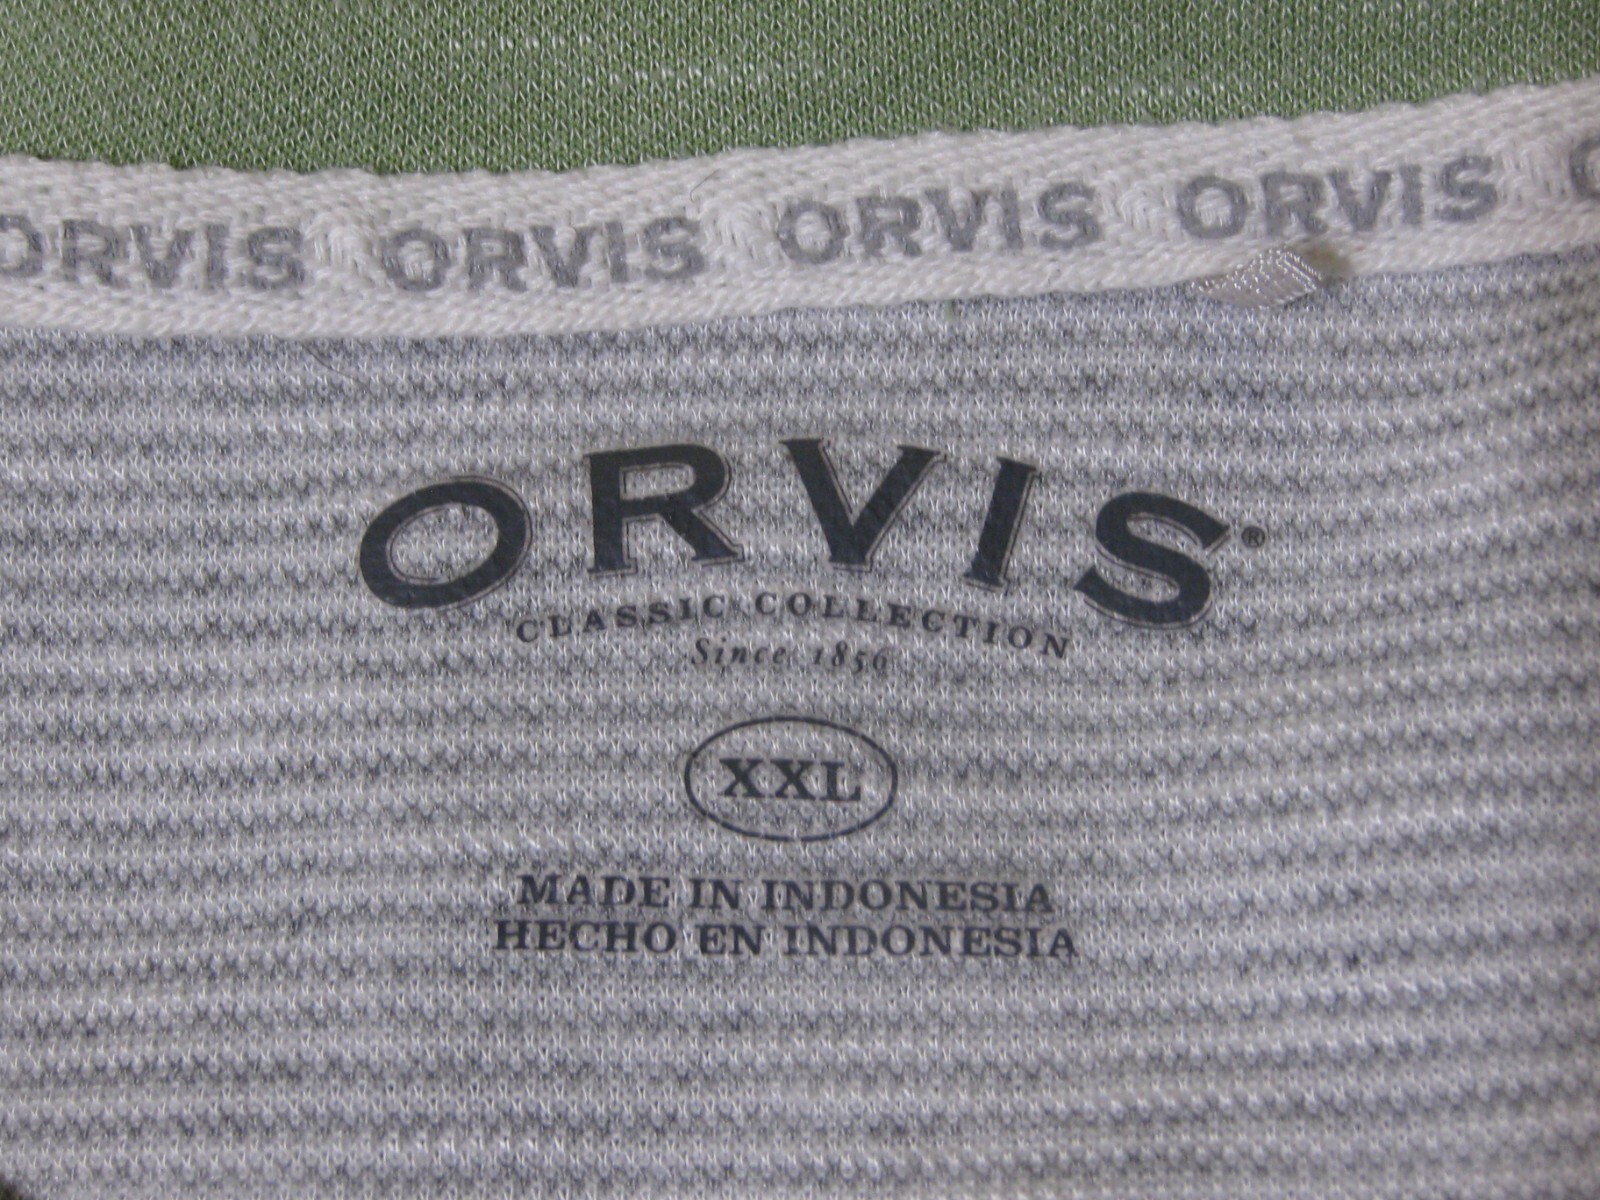 ORVIS ORVIS ORVIS ORVIS
ORVIS®
CLASSIC COLLECTION
Since 1856
XXL
MADE IN INDONESIA
HECHO EN INDONESIA